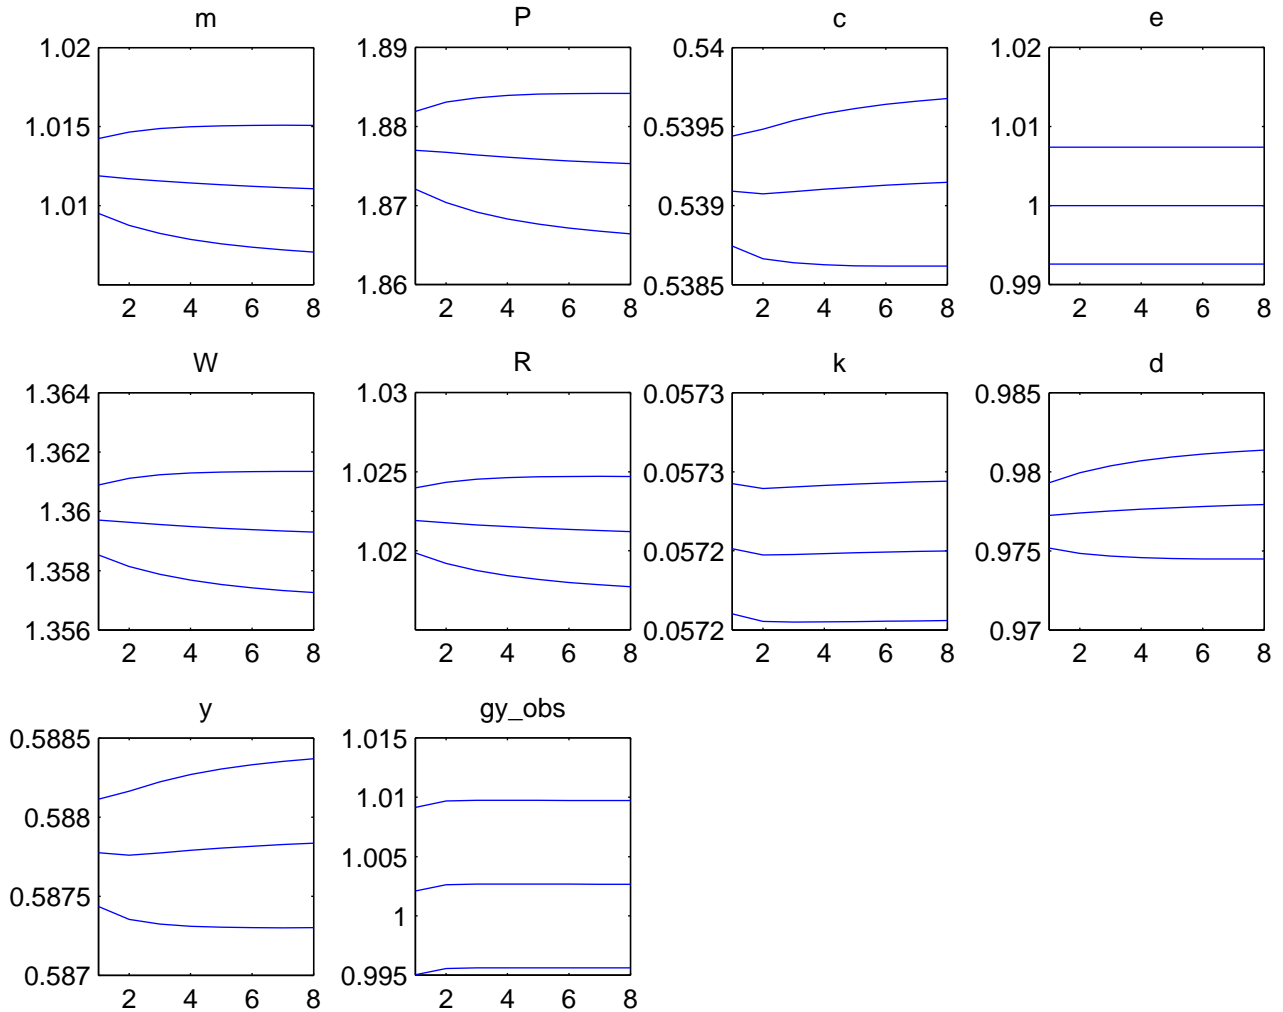 m P c e
1.02 1.89 0.54 1.02
1.015 1.88 0.5395 1.01
1.01 1.87 0.539 1
1.86 0.5385 0.99
2 4 6 8 2 4 6 8 2 4 6 8 2 4 6 8
W R k d
1.364 1.03 0.0573 0.985
1.362 1.025 0.0573 0.98
1.36 1.02 0.0572 0.975
1.358
1.356 0.0572 0.97
2 4 6 8 2 4 6 8 2 4 6 8 2 4 6 8
y gy_obs
0.5885 1.015
0.588 1.01
1.005
0.5875 1
0.587 0.995
2 4 6 8 2 4 6 8